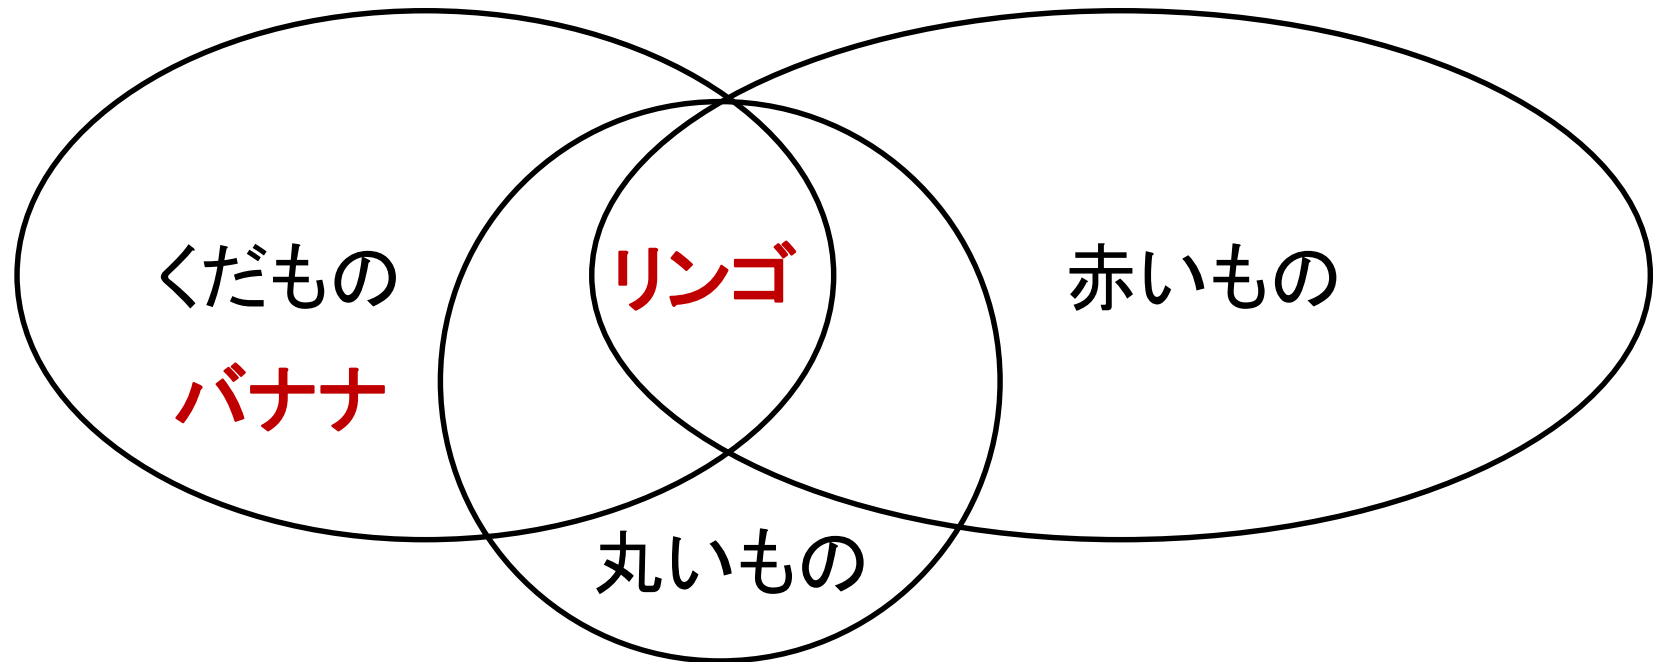 くだもの
バナナ
リンゴ
赤いもの
丸いもの